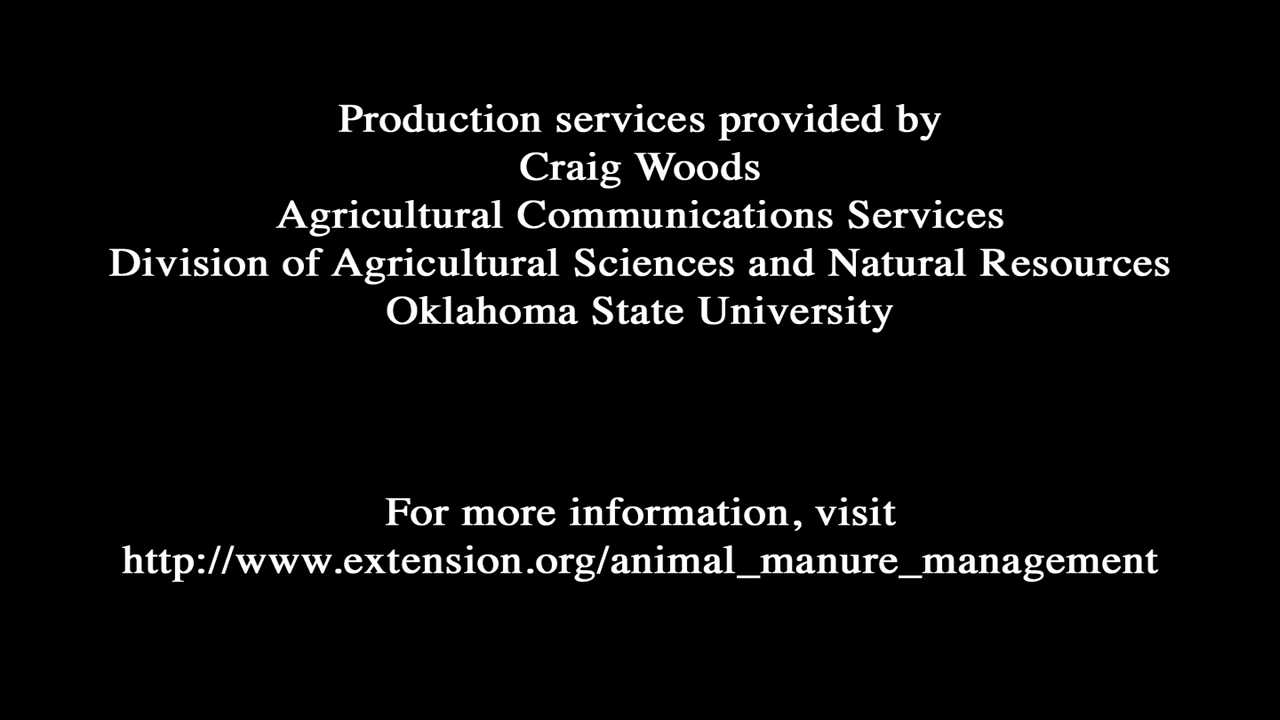 Production services provided by
Craig Woods
Agricultural Communications Services
Division of Agricultural Sciences and Natural Resources
Oklahoma State University
For more information, visit
http://www.extension.org/animal_manure_management